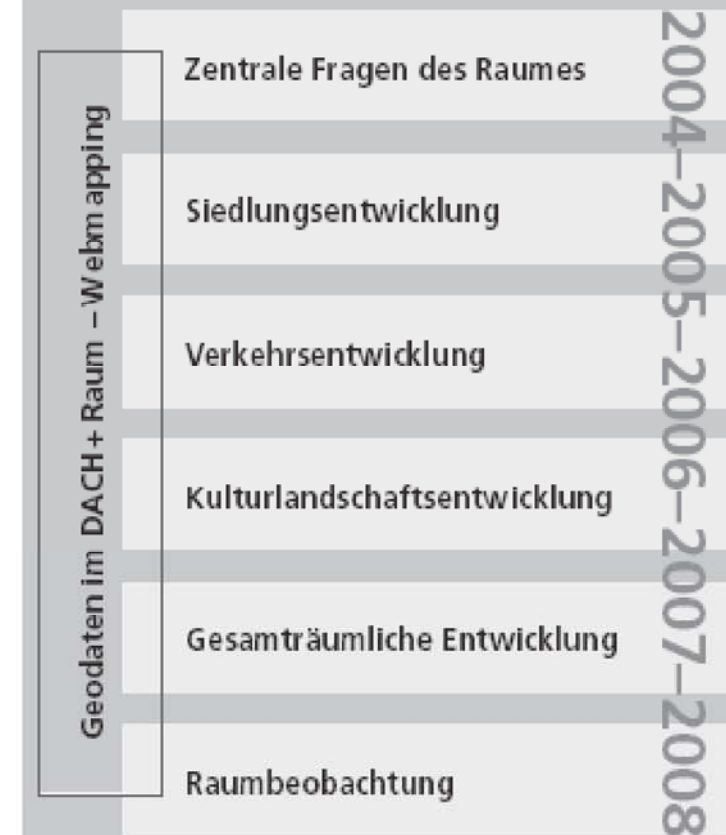 Geodaten im DACH+ Raum – Webmapping
Zentrale Fragen des Raumes
Siedlungsentwicklung
Verkehrsentwicklung
Kulturlandschaftsentwicklung
Gesamträumliche Entwicklung
Raumbeobachtung
2004–2005–2006–2007–2008